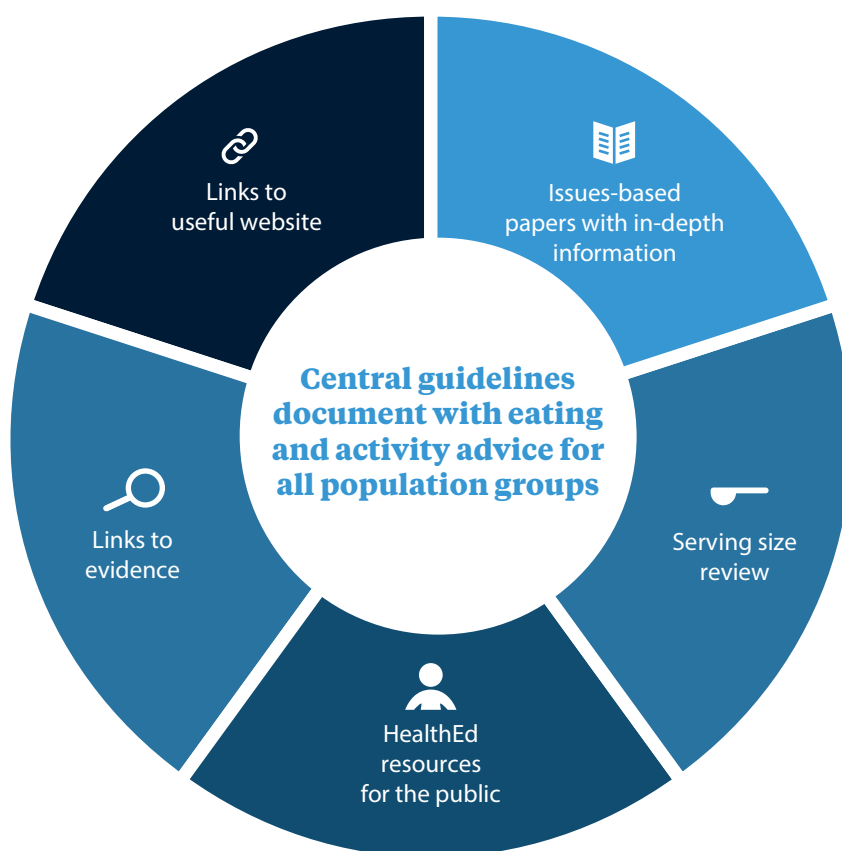 Links to
useful website
Issues-based
papers with in-depth
information
Central guidelines
document with eating
and activity advice for
all population groups
Links to
evidence
Serving size
review
HealthEd
resources
for the public